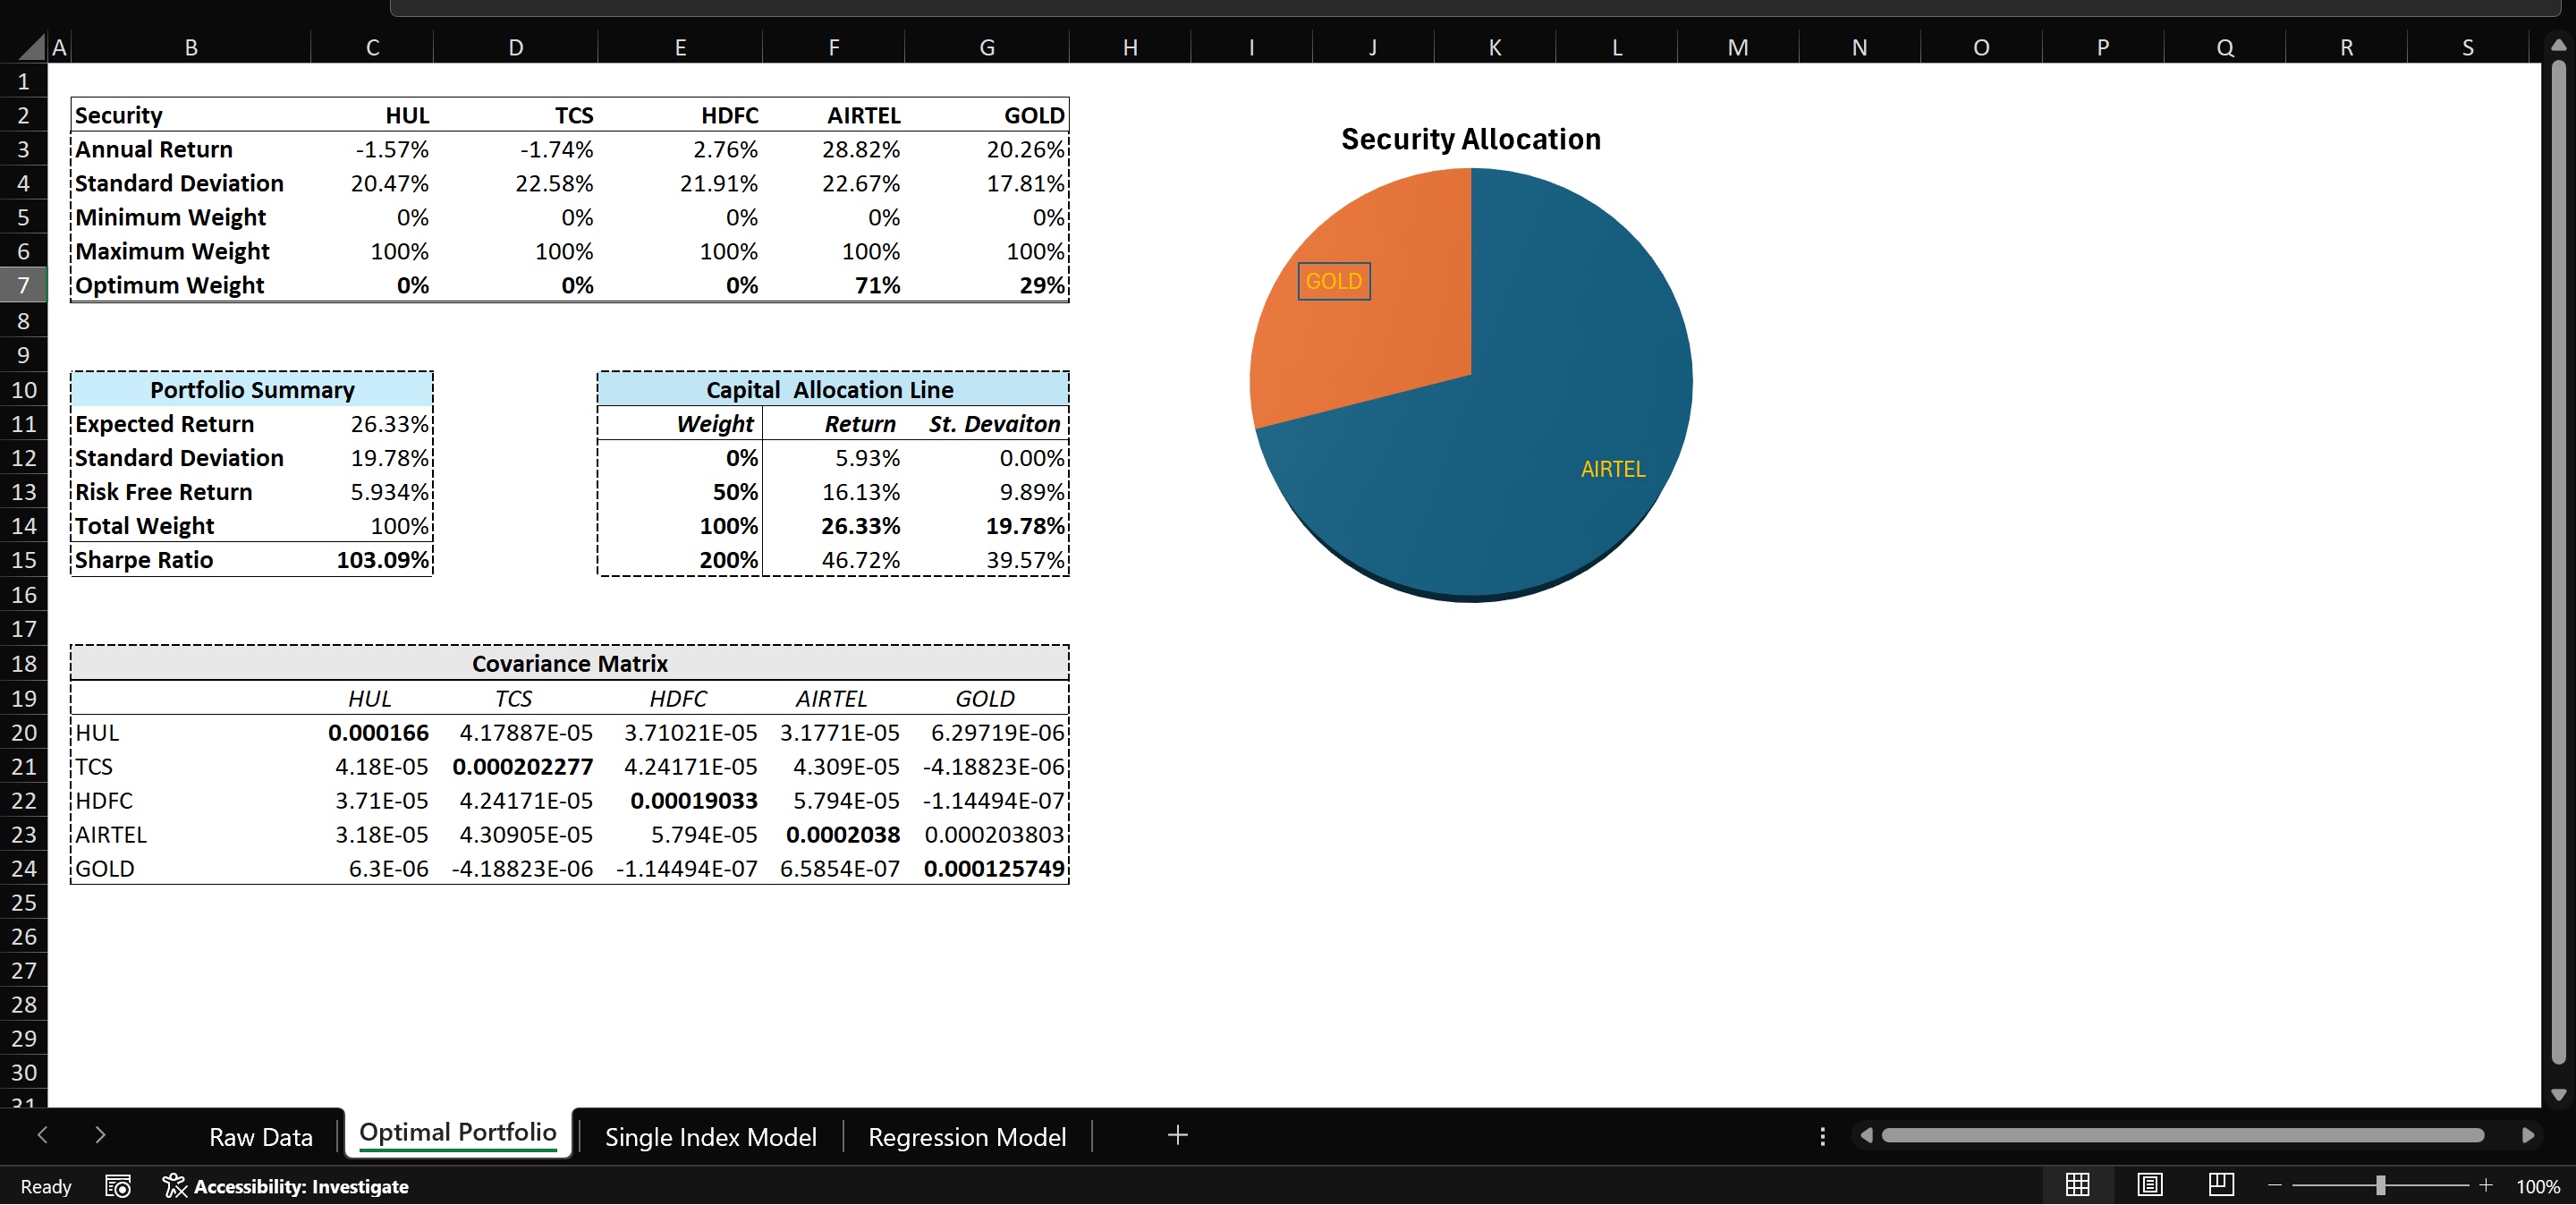 A B C D E F G H I J K L M N O P Q R S
1
2 Security HUL TCS HDFC AIRTEL GOLD
3 Annual Return -1.57% -1.74% 2.76% 28.82% 20.26%
4 Standard Deviation 20.47% 22.58% 21.91% 22.67% 17.81%
5 Minimum Weight 0% 0% 0% 0% 0%
6 Maximum Weight 100% 100% 100% 100% 100%
7 Optimum Weight 0% 0% 0% 71% 29%
8
9
10 Portfolio Summary Capital Allocation Line
11 Expected Return 26.33% Weight Return St. Devaiton
12 Standard Deviation 19.78% 0% 5.93% 0.00%
13 Risk Free Return 5.934% 50% 16.13% 9.89%
14 Total Weight 100% 100% 26.33% 19.78%
15 Sharpe Ratio 103.09% 200% 46.72% 39.57%
16
17
18 Covariance Matrix
19 HUL TCS HDFC AIRTEL GOLD
20 HUL 0.000166 4.17887E-05 3.71021E-05 3.1771E-05 6.29719E-06
21 TCS 4.18E-05 0.000202277 4.24171E-05 4.309E-05 -4.18823E-06
22 HDFC 3.71E-05 4.24171E-05 0.00019033 5.794E-05 -1.14494E-07
23 AIRTEL 3.18E-05 4.30905E-05 5.794E-05 0.0002038 0.000203803
24 GOLD 6.3E-06 -4.18823E-06 -1.14494E-07 6.5854E-07 0.000125749
25
26
27
28
29
30
31
Security Allocation
GOLD
AIRTEL
Raw Data Optimal Portfolio Single Index Model Regression Model
Ready Accessibility: Investigate 100%